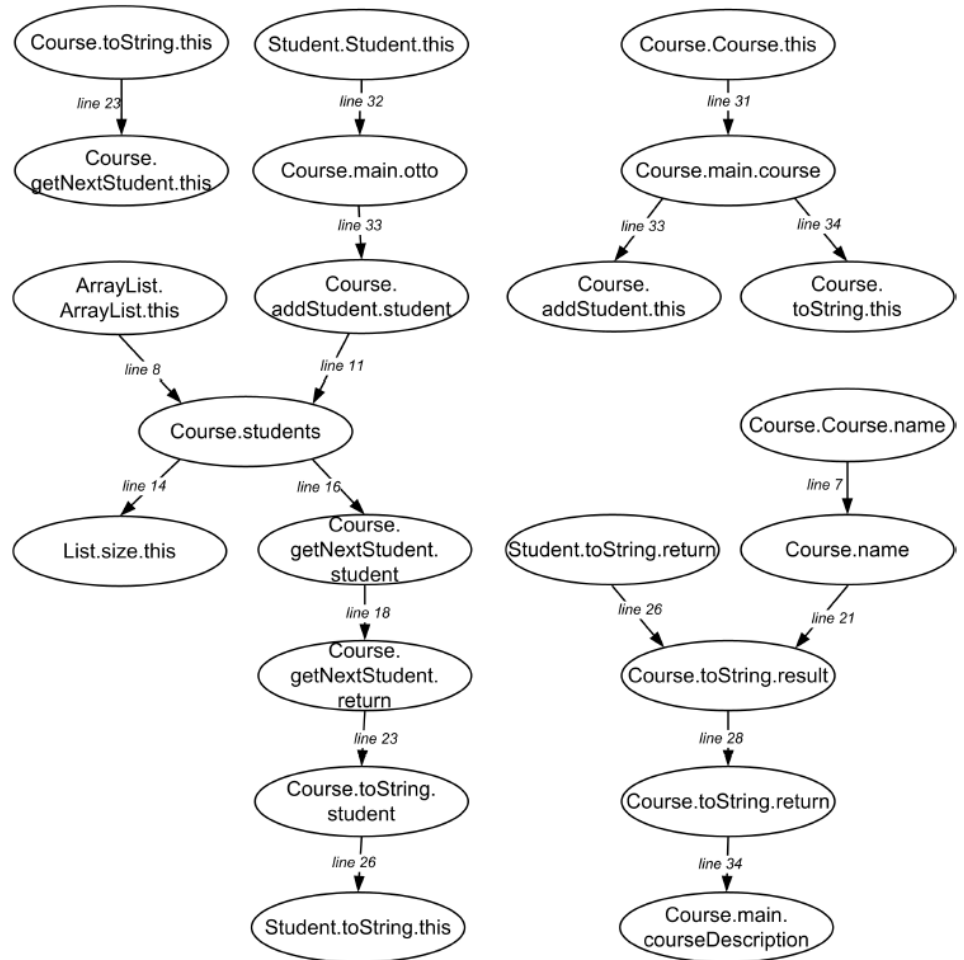 Course.toString.this
Student.Student.this
Course.Course.this
line 23
line 32
line 31
Course.
getNextStudent.this
Course.main.otto
Course.main.course
line 33
line 33
line 34
ArrayList.
ArrayList.this
Course.
addStudent.student
Course.
addStudent.this
Course.
toString.this
line 8
line 11
Course.students
Course.Course.name
line 14
line 16
line 7
List.size.this
Course.
getNextStudent.
student
Student.toString.return
Course.name
line 18
line 26
line 21
Course.
getNextStudent.
return
Course.toString.result
line 23
line 28
Course.toString.
student
Course.toString.return
line 26
line 34
Student.toString.this
Course.main.
courseDescription